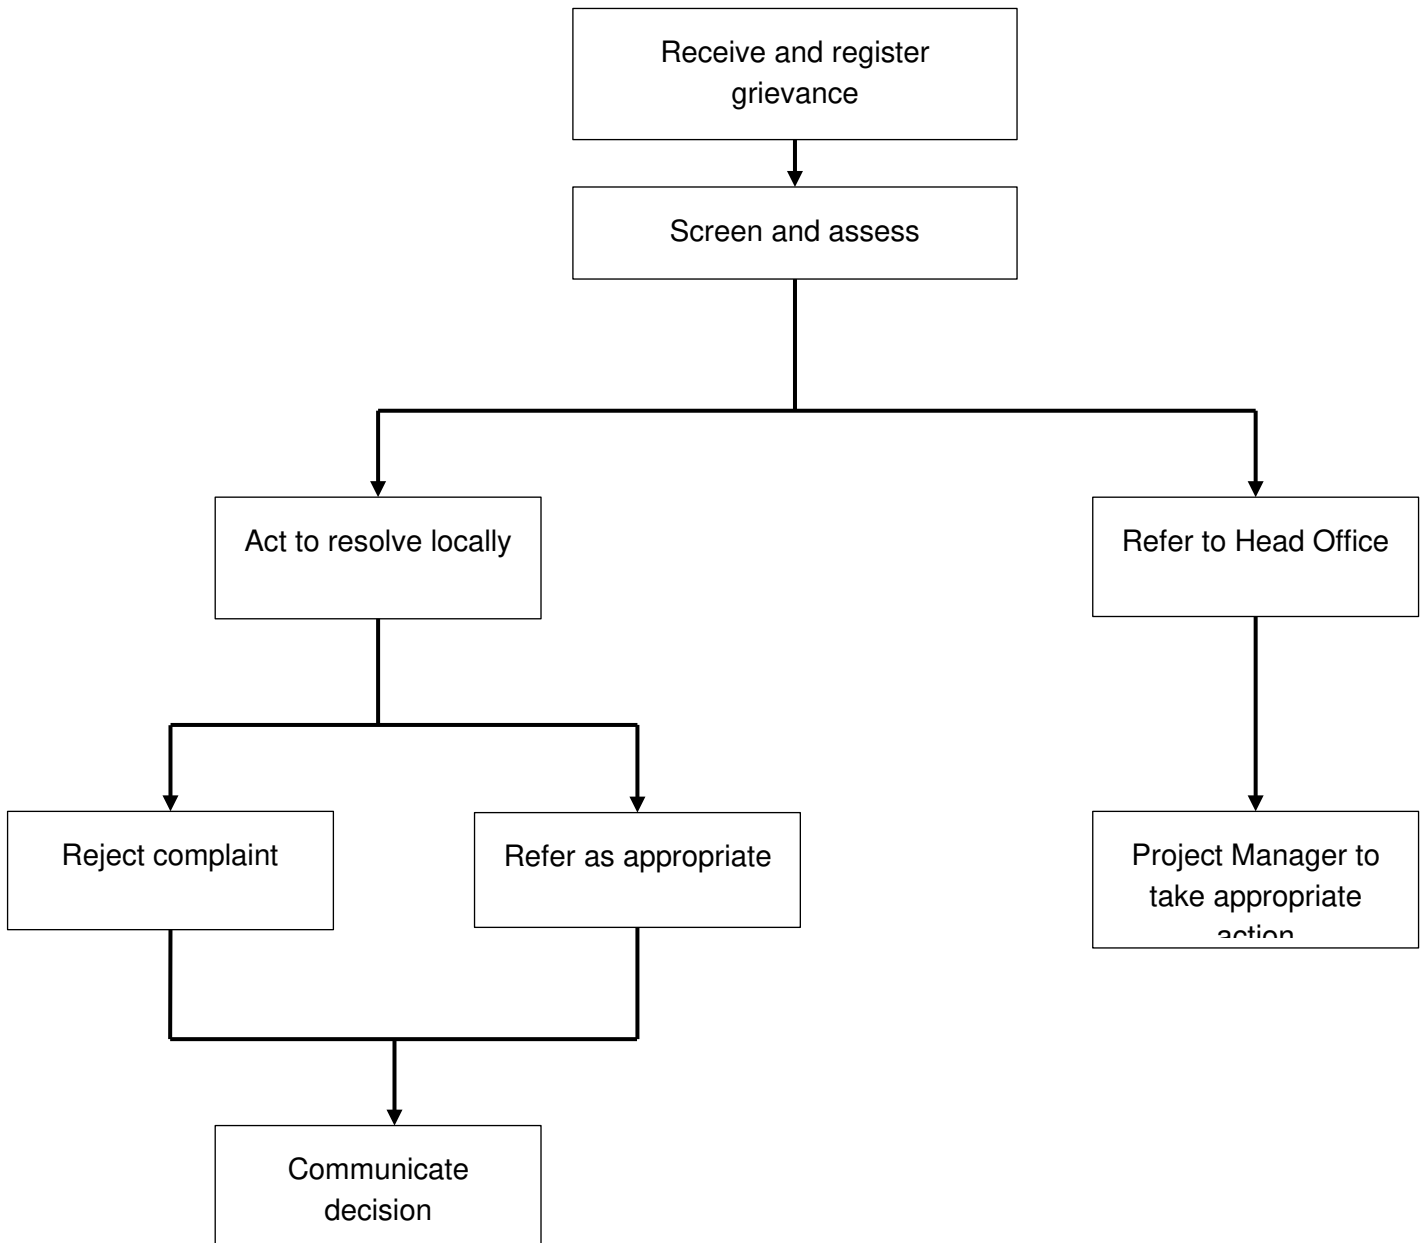 Receive and register
grievance
Screen and assess
Act to resolve locally
Refer to Head Office
Reject complaint
Refer as appropriate
Project Manager to
take appropriate
action
Communicate
decision